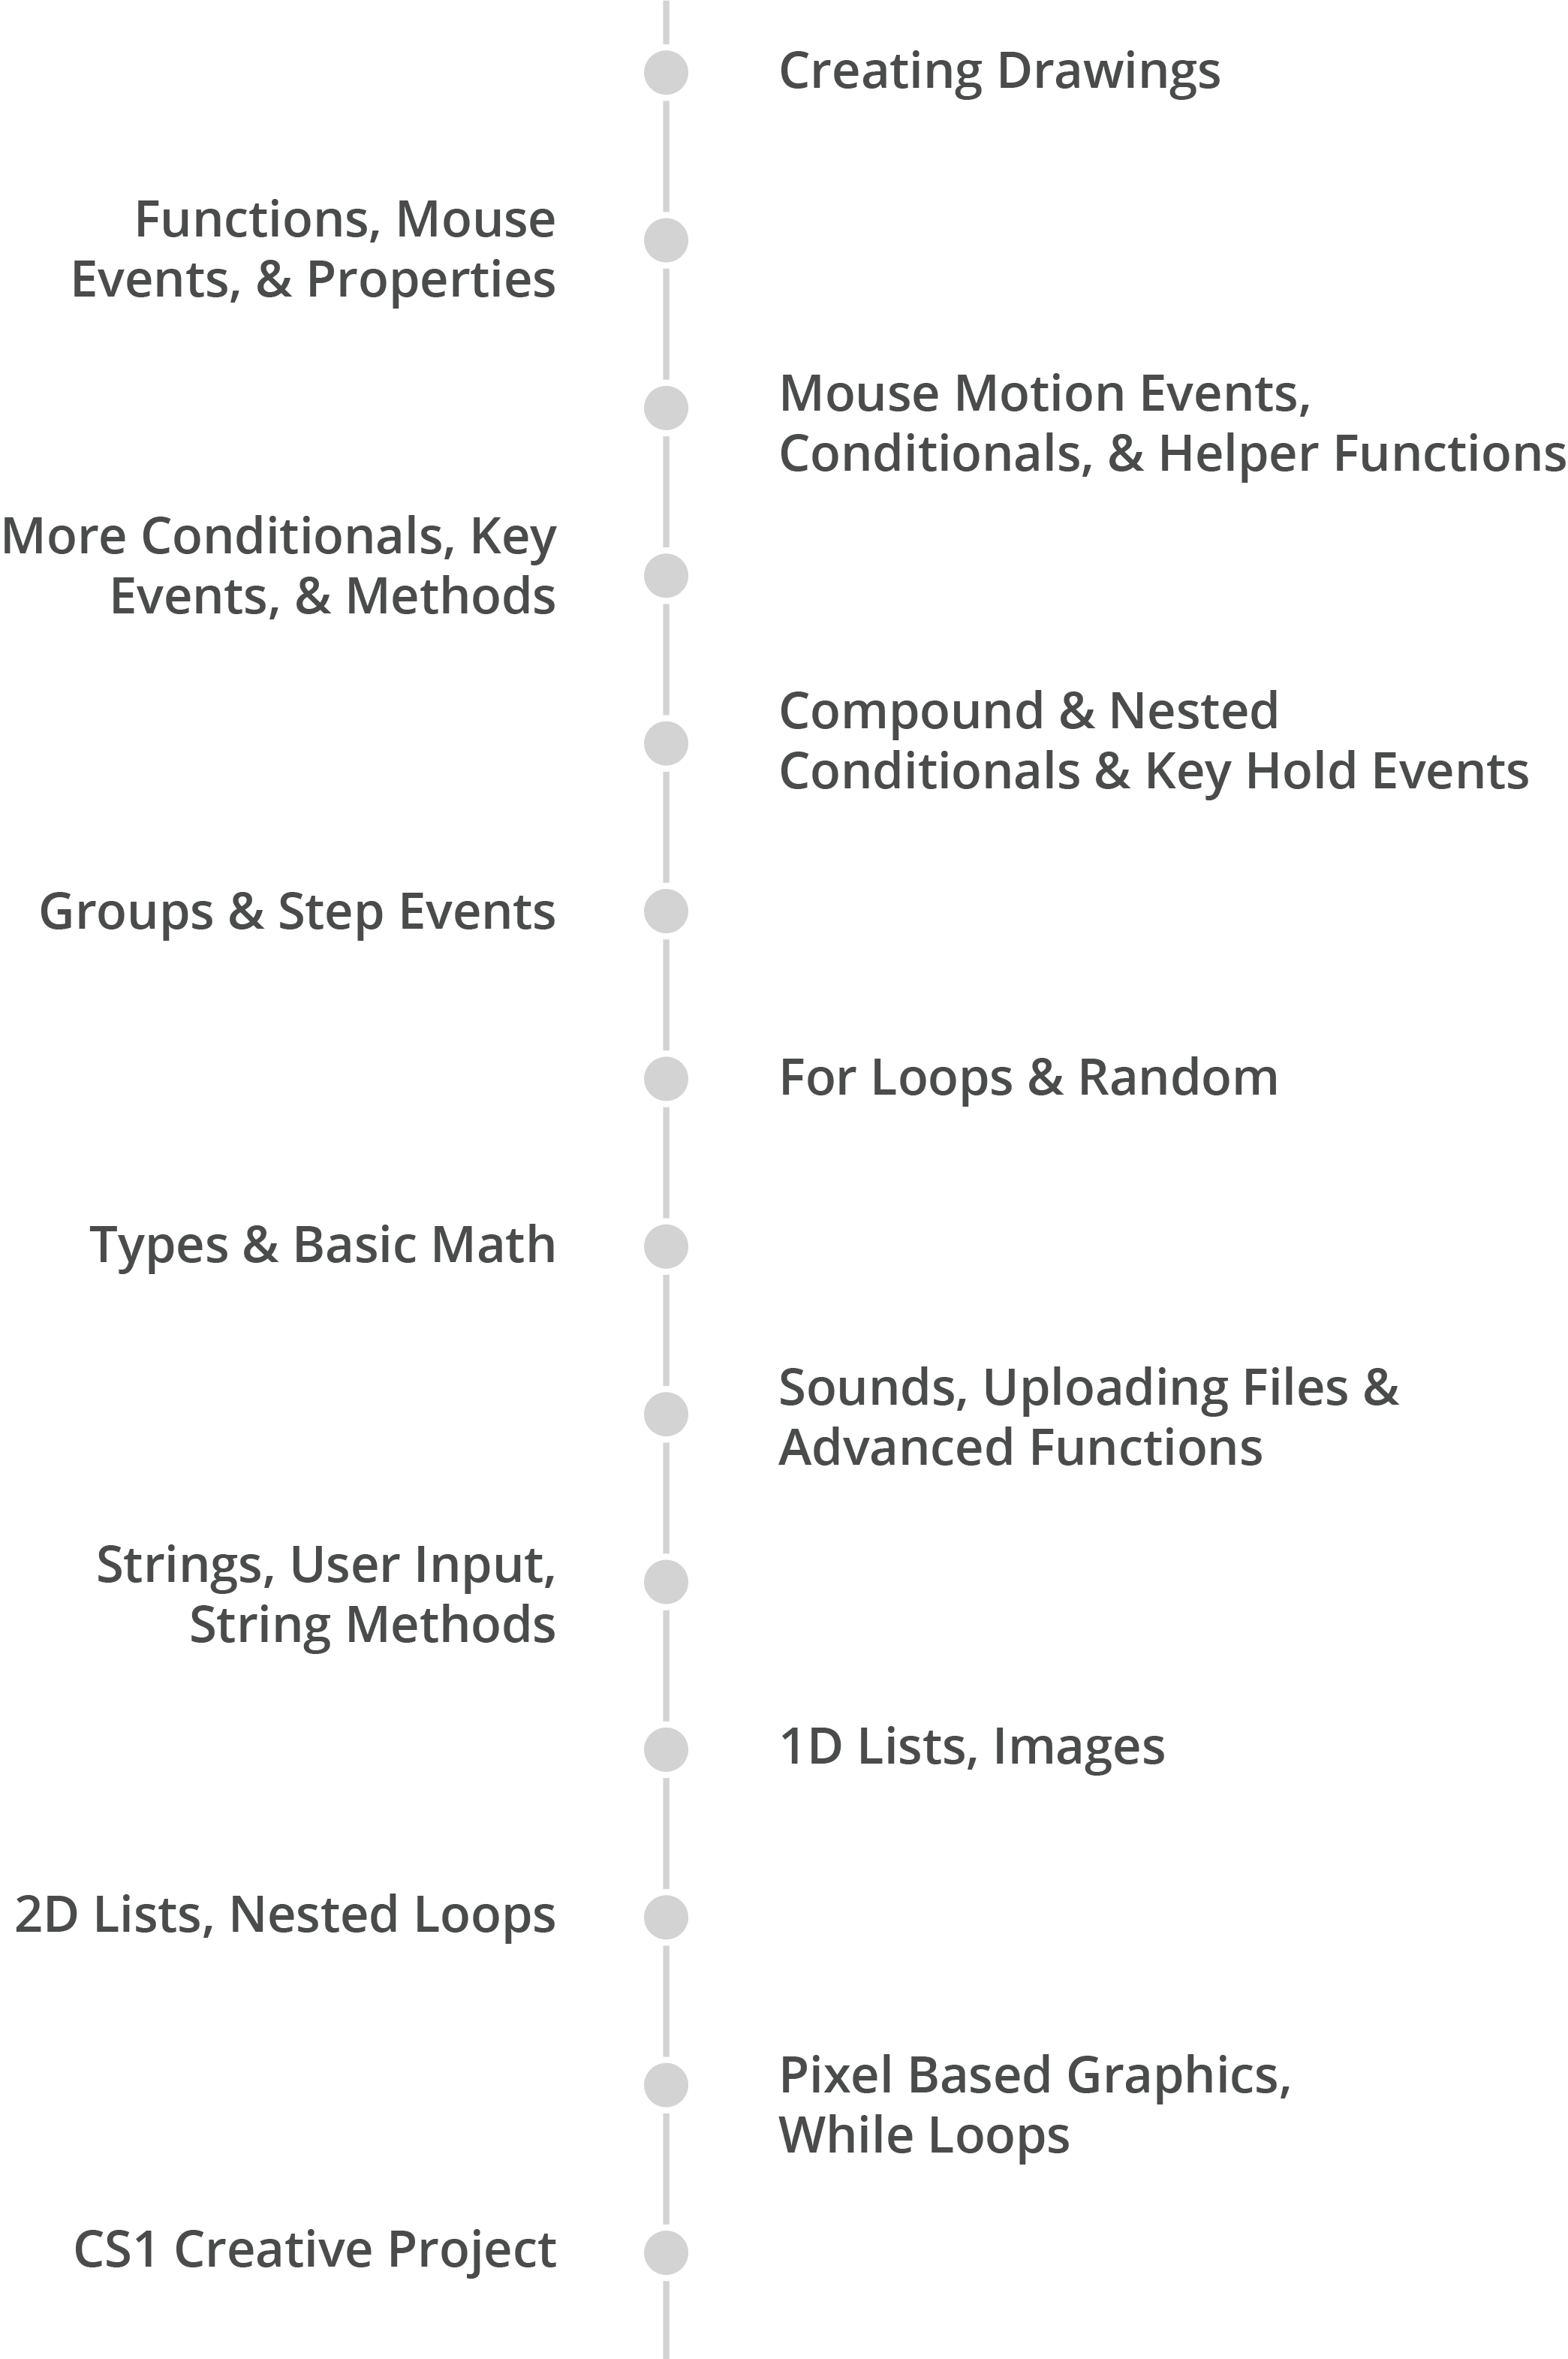 Creating Drawings
Functions, Mouse
Events, & Properties
Mouse Motion Events,
Conditionals, & Helper Functions
More Conditionals, Key
Events, & Methods
Compound & Nested
Conditionals & Key Hold Events
Groups & Step Events
For Loops & Random
Types & Basic Math
Sounds, Uploading Files &
Advanced Functions
Strings, User Input,
String Methods
1D Lists, Images
2D Lists, Nested Loops
Pixel Based Graphics,
While Loops
CS1 Creative Project